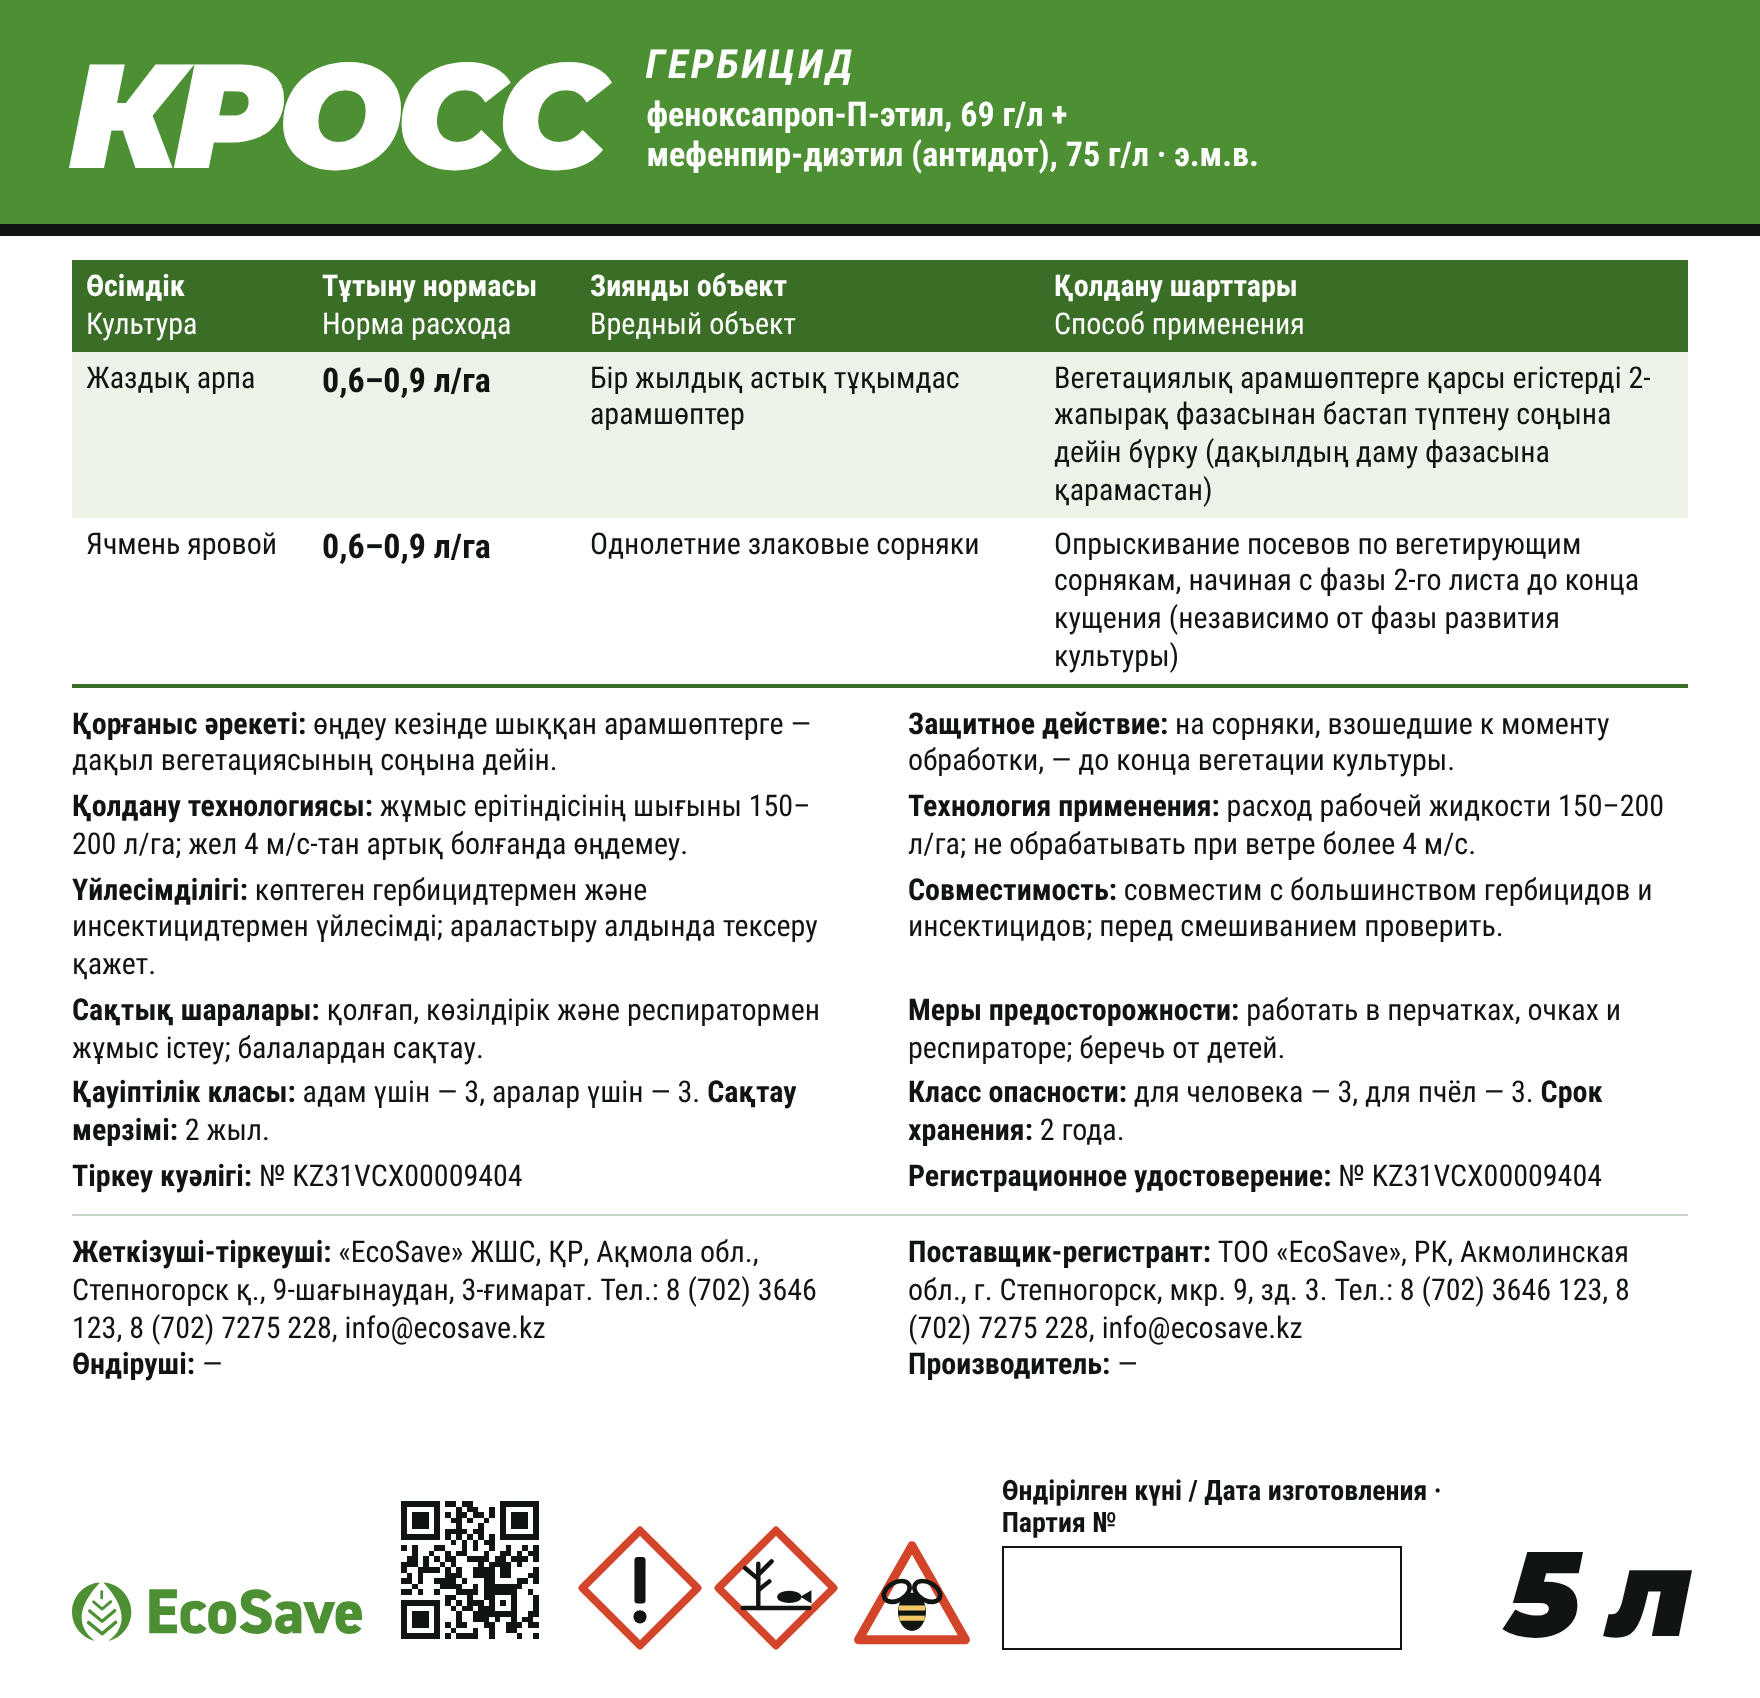 КРОСС
ГЕРБИЦИД
феноксапроп-П-этил, 69 г/л +
мефенпир-диэтил (антидот), 75 г/л · э.м.в.
Өсімдік
Культура
Тұтыну нормасы
Норма расхода
Зиянды объект
Вредный объект
Қолдану шарттары
Способ применения
Жаздық арпа
0,6–0,9 л/га
Бір жылдық астық тұқымдас
арамшөптер
Вегетациялық арамшөптерге қарсы егістерді 2-
жапырақ фазасынан бастап түптену соңына
дейін бүрку (дақылдың даму фазасына
қарамастан)
Ячмень яровой
0,6–0,9 л/га
Однолетние злаковые сорняки
Опрыскивание посевов по вегетирующим
сорнякам, начиная с фазы 2-го листа до конца
кущения (независимо от фазы развития
культуры)
Қорғаныс әрекеті: өңдеу кезінде шыққан арамшөптерге —
дақыл вегетациясының соңына дейін.
Қолдану технологиясы: жұмыс ерітіндісінің шығыны 150–
200 л/га; жел 4 м/с-тан артық болғанда өңдемеу.
Үйлесімділігі: көптеген гербицидтермен және
инсектицидтермен үйлесімді; араластыру алдында тексеру
қажет.
Сақтық шаралары: қолғап, көзілдірік және респиратормен
жұмыс істеу; балалардан сақтау.
Қауіптілік класы: адам үшін — 3, аралар үшін — 3. Сақтау
мерзімі: 2 жыл.
Тіркеу куәлігі: № KZ31VCX00009404
Защитное действие: на сорняки, взошедшие к моменту
обработки, — до конца вегетации культуры.
Технология применения: расход рабочей жидкости 150–200
л/га; не обрабатывать при ветре более 4 м/с.
Совместимость: совместим с большинством гербицидов и
инсектицидов; перед смешиванием проверить.
Меры предосторожности: работать в перчатках, очках и
респираторе; беречь от детей.
Класс опасности: для человека — 3, для пчёл — 3. Срок
хранения: 2 года.
Регистрационное удостоверение: № KZ31VCX00009404
Жеткізуші-тіркеуші: «EcoSave» ЖШС, ҚР, Ақмола обл.,
Степногорск қ., 9-шағынаудан, 3-ғимарат. Тел.: 8 (702) 3646
123, 8 (702) 7275 228, info@ecosave.kz
Өндіруші: —
Поставщик-регистрант: ТОО «EcoSave», РК, Акмолинская
обл., г. Степногорск, мкр. 9, зд. 3. Тел.: 8 (702) 3646 123, 8
(702) 7275 228, info@ecosave.kz
Производитель: —
EcoSave
Өндірілген күні / Дата изготовления ·
Партия №
5 л